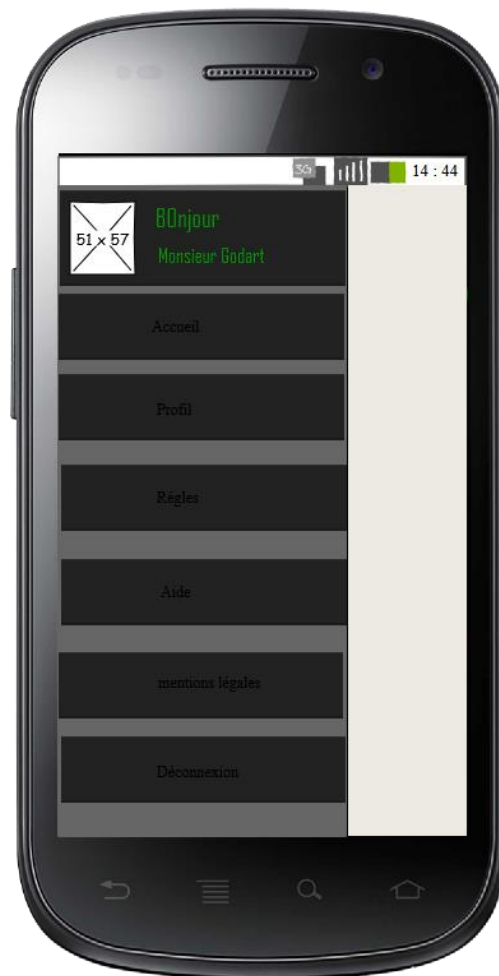 3G 14 : 44
51 x 57
BOnjour
Monsieur Godart
Accueil
Profil
Régles
Aide
mentions légales
Déconnexion